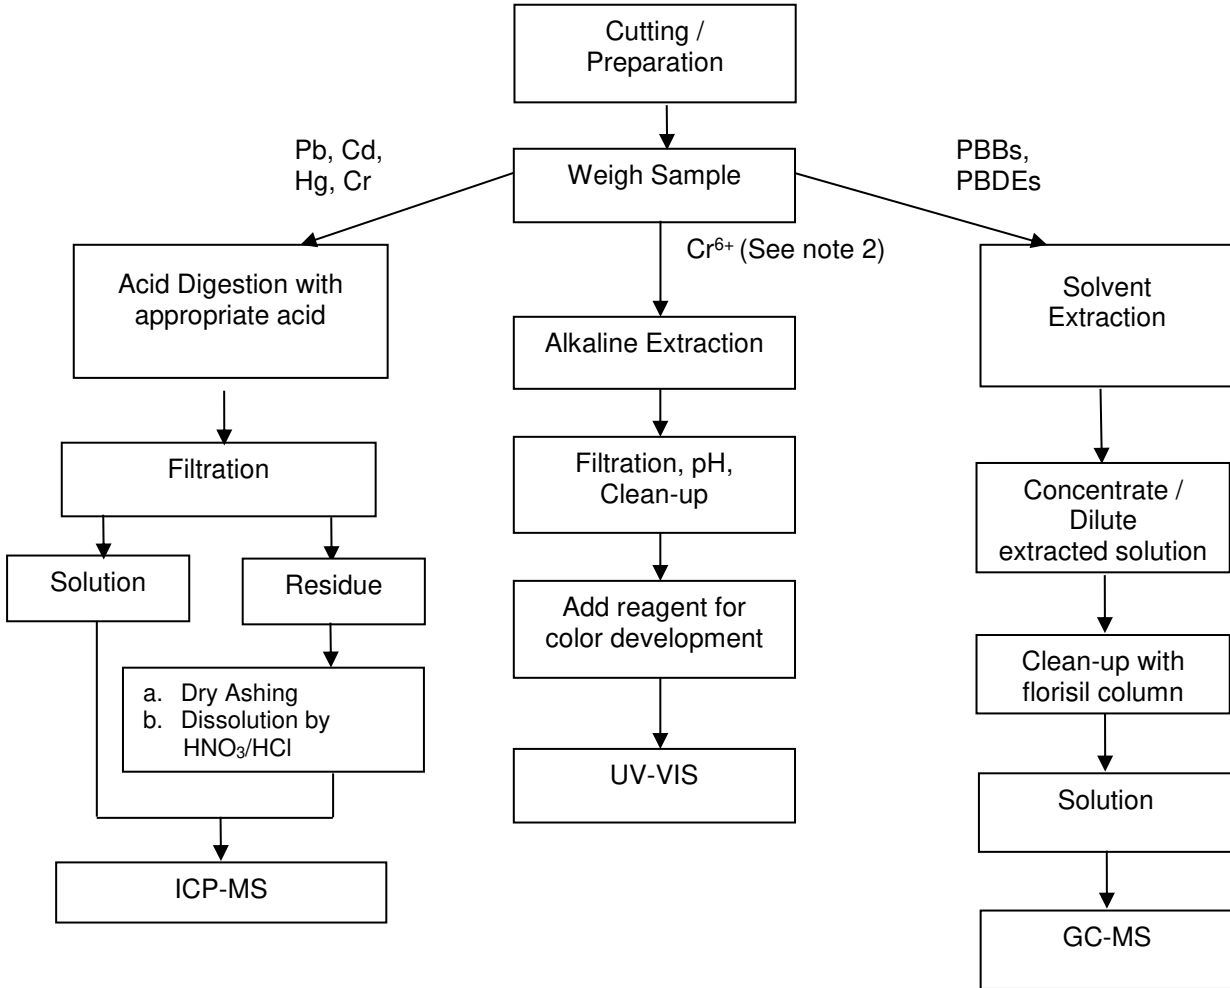 Cutting /
Preparation
Pb, Cd,
Hg, Cr
Weigh Sample
PBBs,
PBDEs
Cr⁶⁺ (See note 2)
Acid Digestion with
appropriate acid
Alkaline Extraction
Solvent
Extraction
Filtration
Filtration, pH,
Clean-up
Concentrate /
Dilute
extracted solution
Solution
Residue
Add reagent for
color development
Clean-up with
florisil column
a. Dry Ashing
b. Dissolution by
HNO₃/HCl
UV-VIS
Solution
ICP-MS
GC-MS